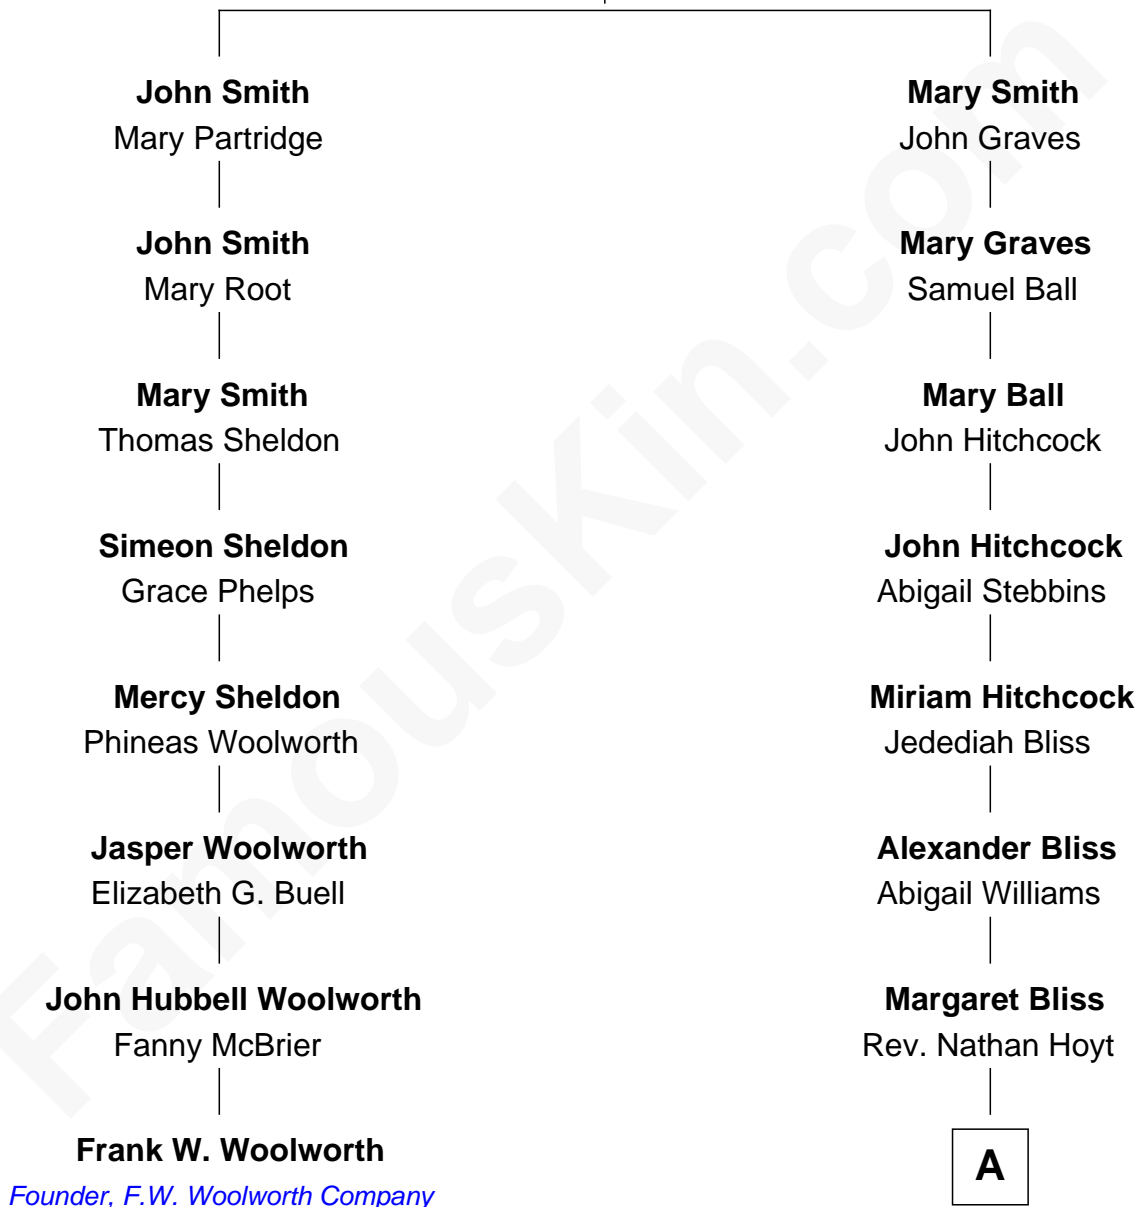 John Smith
Mary Partridge
John Smith
Mary Root
Mary Smith
Thomas Sheldon
Simeon Sheldon
Grace Phelps
Mercy Sheldon
Phineas Woolworth
Jasper Woolworth
Elizabeth G. Buell
John Hubbell Woolworth
Fanny McBrier
Frank W. Woolworth
Founder, F.W. Woolworth Company
Mary Smith
John Graves
Mary Graves
Samuel Ball
Mary Ball
John Hitchcock
John Hitchcock
Abigail Stebbins
Miriam Hitchcock
Jedediah Bliss
Alexander Bliss
Abigail Williams
Margaret Bliss
Rev. Nathan Hoyt
A
FamousKin.com